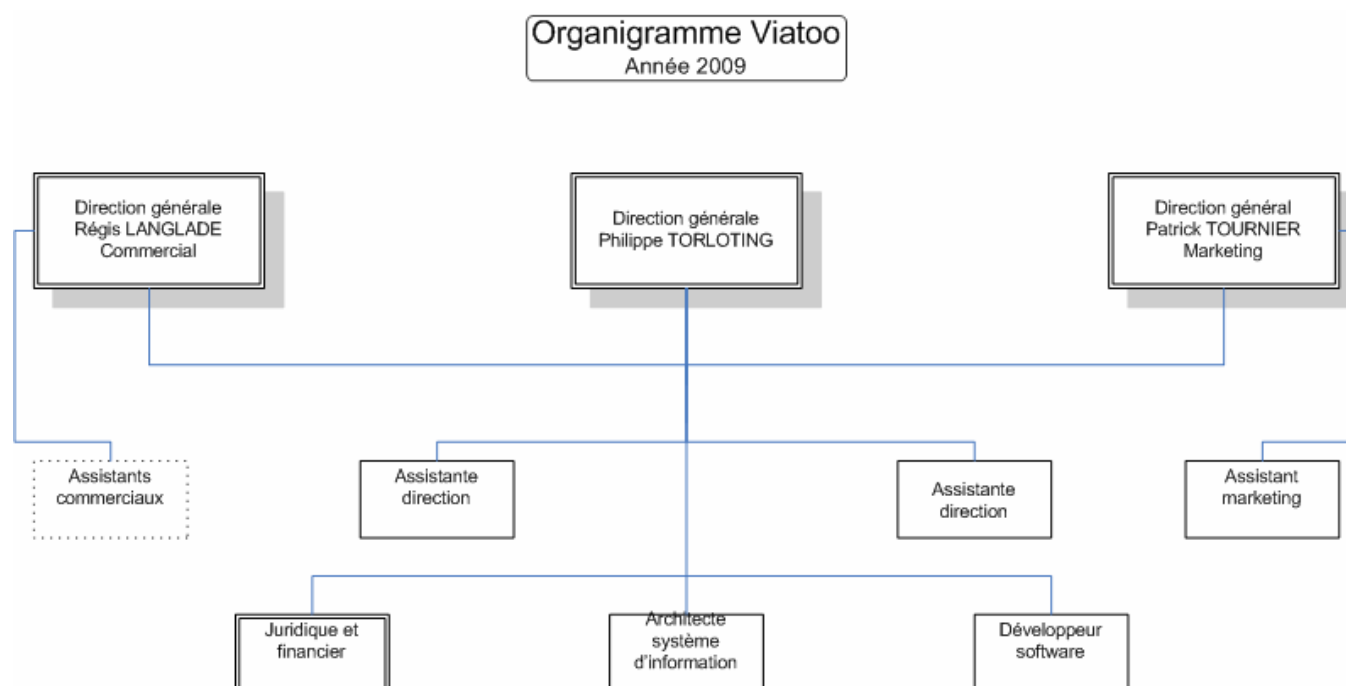 Organigramme Viatoo
Année 2009
Direction générale
Régis LANGLADE
Commercial
Direction générale
Philippe TORLOTING
Direction général
Patrick TOURNIER
Marketing
Assistants
commerciaux
Assistante
direction
Assistante
direction
Assistant
marketing
Juridique et
financier
Architecte
système
d'information
Développeur
software